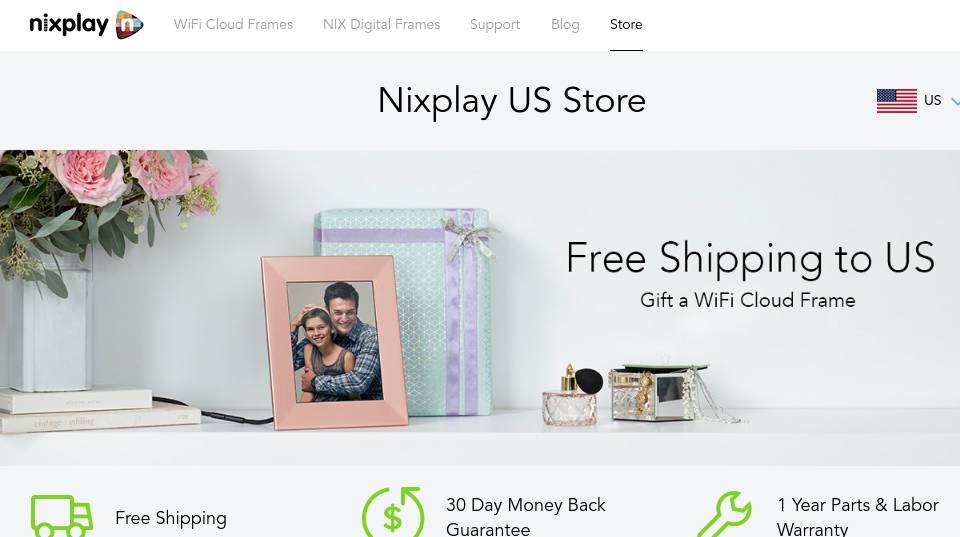 nixplay n WiFi Cloud Frames NIX Digital Frames Support Blog Store
Nixplay US Store
US
Free Shipping to US
Gift a WiFi Cloud Frame
Free Shipping
30 Day Money Back
Guarantee
1 Year Parts & Labor
Warranty